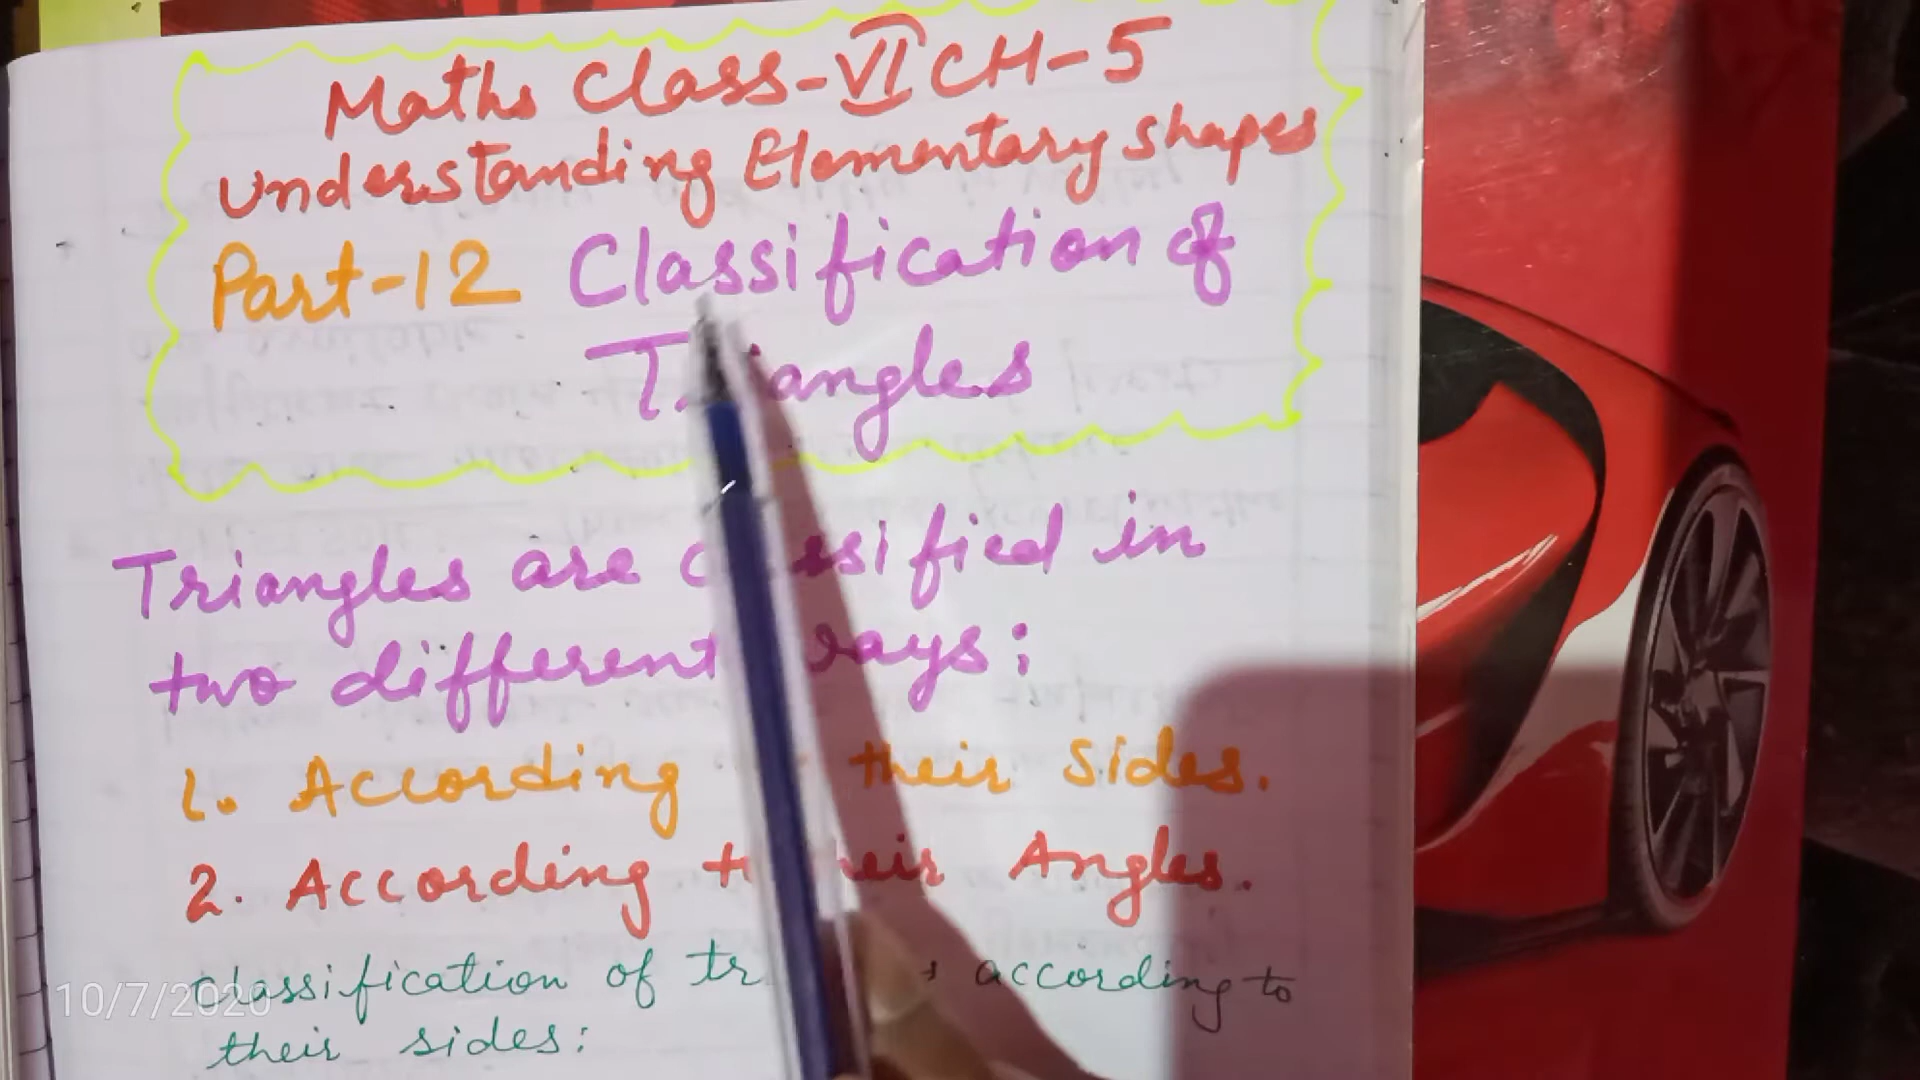 Maths Class-VI CH-5
Understanding Elementary Shapes
Part-12 Classification of
Triangles
Triangles are classified in
two different ways:
1. According their Sides.
2. According their Angles.
classification of according to
their sides:
10/7/2020